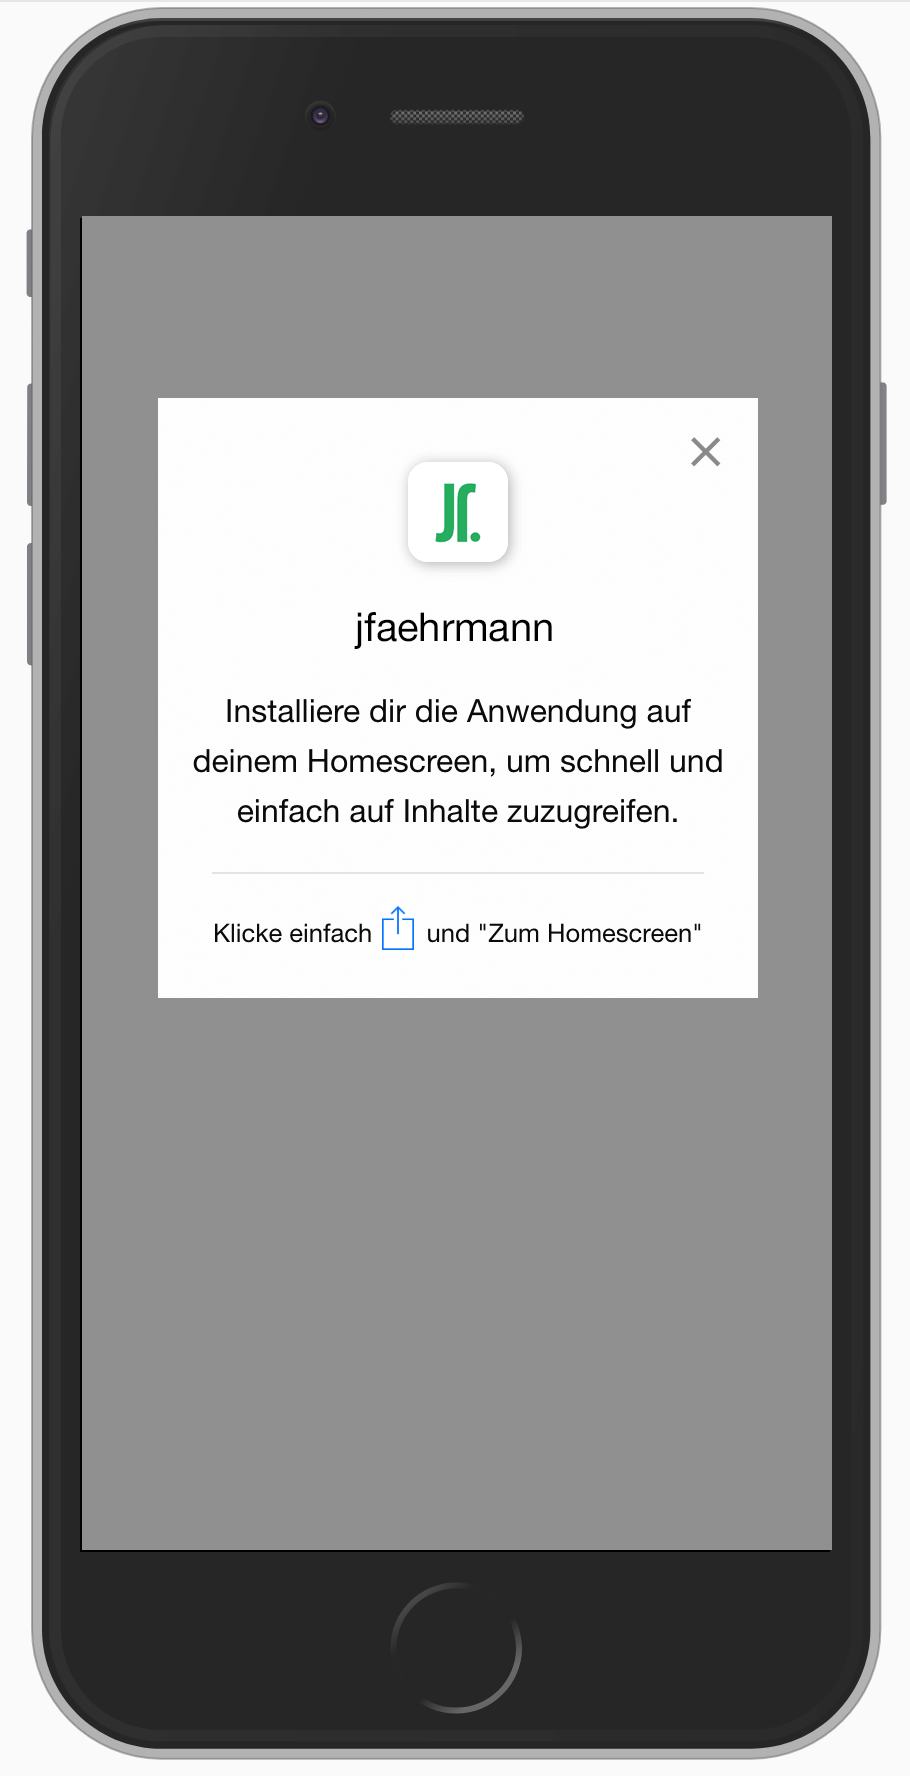 Jf.
jfaehrmann
Installiere dir die Anwendung auf
deinem Homescreen, um schnell und
einfach auf Inhalte zuzugreifen.
Klicke einfach und "Zum Homescreen"